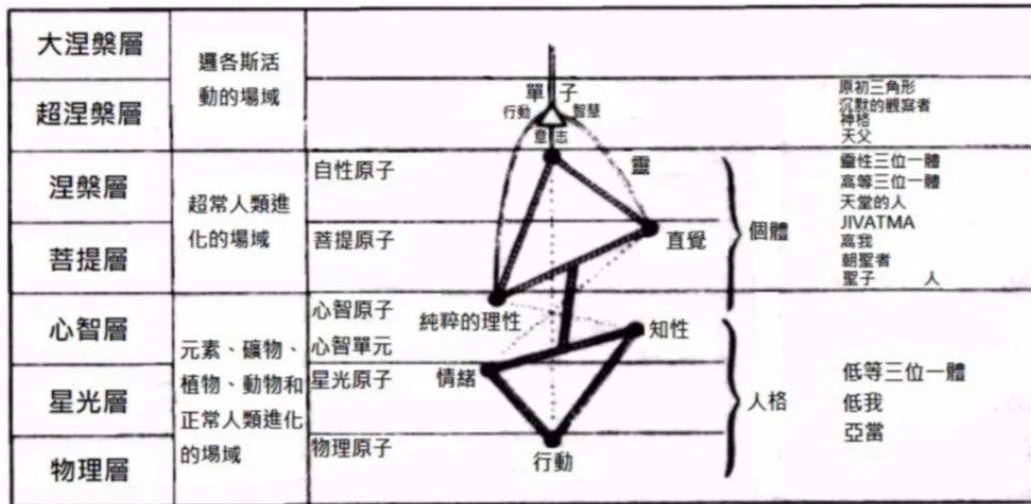 大涅槃層
超涅槃層
涅槃層
菩提層
心智層
星光層
物理層
邏各斯活
動的場域
超常人類進
化的場域
元素、礦物、
植物、動物和
正常人類進化
的場域
自性原子
菩提原子
心智原子
心智單元
星光原子
物理原子
單子
行動 智慧
意志
靈
直覺
純粹的理性
知性
情緒
行動
個體
人格
原初三角形
沉默的觀察者
神格
天父
靈性三位一體
高等三位一體
天堂的人
JIVATMA
高我
朝聖者
聖子 人
低等三位一體
低我
亞當